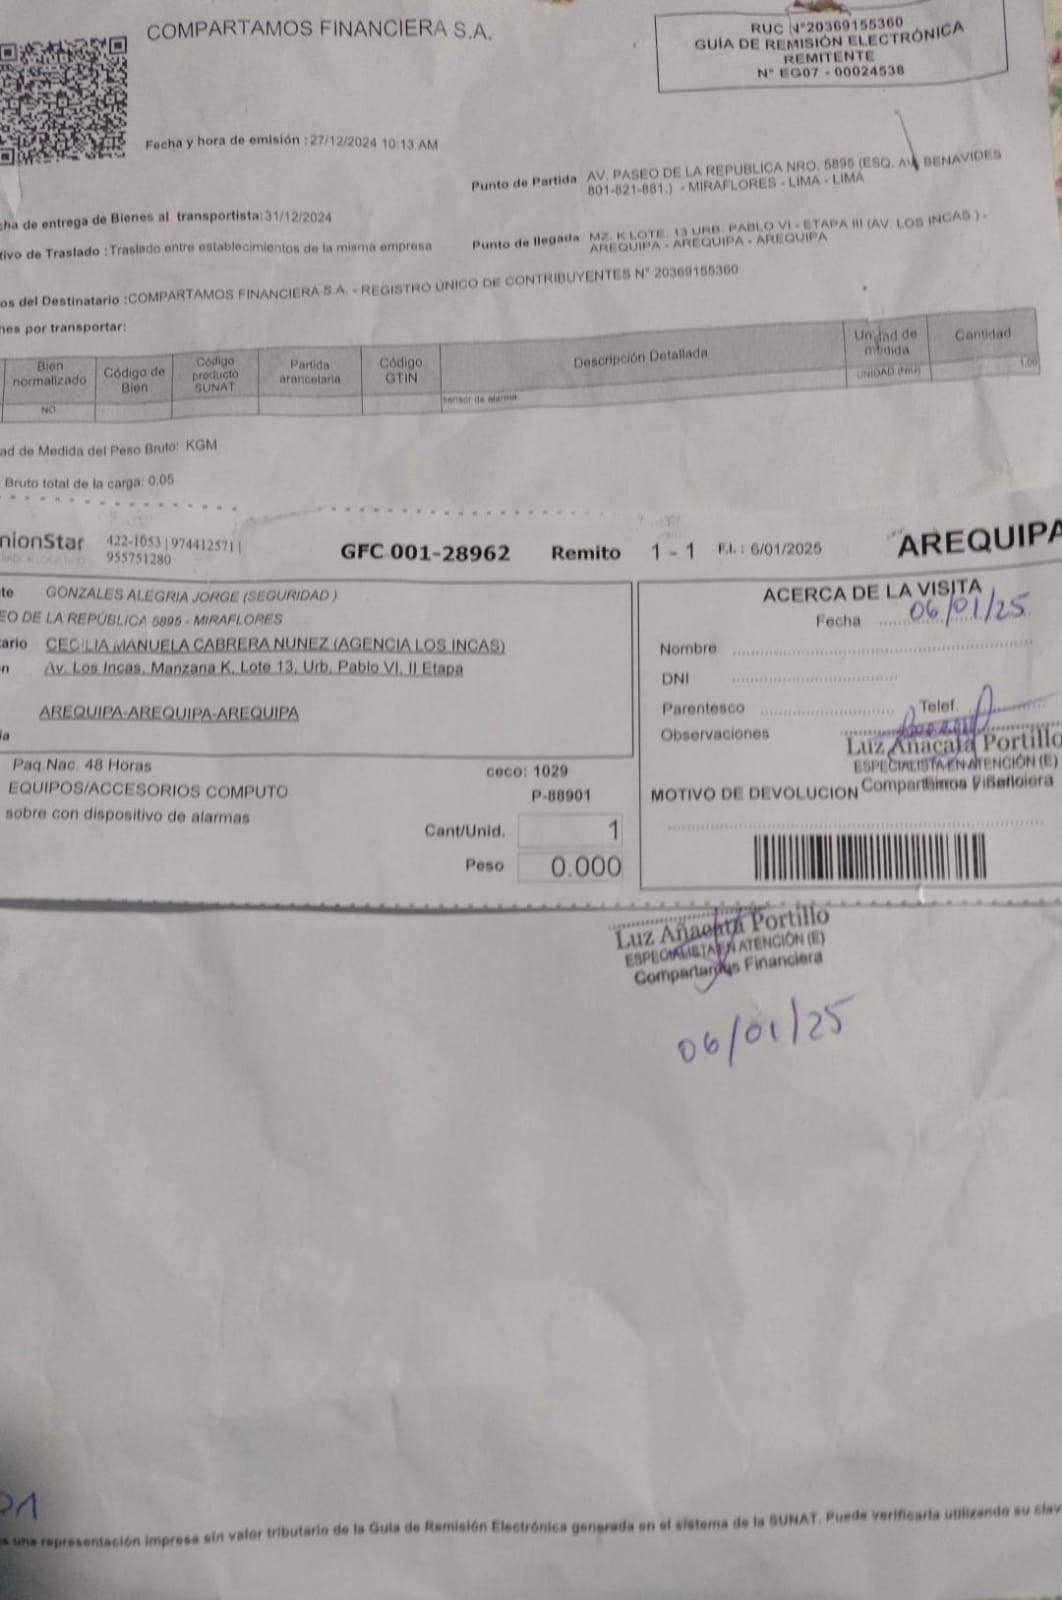 COMPARTAMOS FINANCIERA S.A.
RUC N°20369155360
GUÍA DE REMISIÓN ELECTRÓNICA
REMITENTE
N° EG07 - 00024538
Fecha y hora de emisión : 27/12/2024 10:13 AM
Punto de Partida AV. PASEO DE LA REPUBLICA NRO. 5895 (ESQ. AV. BENAVIDES
801-821-881.) - MIRAFLORES - LIMA - LIMA
cha de entrega de Bienes al transportista: 31/12/2024
tivo de Traslado : Traslado entre establecimientos de la misma empresa
Punto de llegada MZ. K LOTE. 13 URB. PABLO VI - ETAPA III (AV. LOS INCAS ) -
AREQUIPA - AREQUIPA - AREQUIPA
os del Destinatario : COMPARTAMOS FINANCIERA S.A. - REGISTRO ÚNICO DE CONTRIBUYENTES N° 20369155360
nes por transportar:
Bien normalizado Código de Bien Código producto SUNAT Partida arancelaria Código GTIN Descripción Detallada Unidad de medida Cantidad
NO sensor de alarma UNIDAD (NIU) 1.00
ad de Medida del Peso Bruto: KGM
Bruto total de la carga: 0.05
nionStar 422-1053 | 974412571 |
955751280
GFC 001-28962 Remito 1 - 1 F.I. : 6/01/2025 AREQUIPA
te GONZALES ALEGRIA JORGE (SEGURIDAD )
EO DE LA REPÚBLICA 5895 - MIRAFLORES
ario CECILIA MANUELA CABRERA NUNEZ (AGENCIA LOS INCAS)
n Av. Los Incas, Manzana K, Lote 13, Urb. Pablo VI, II Etapa
AREQUIPA-AREQUIPA-AREQUIPA
ia
Paq.Nac. 48 Horas
EQUIPOS/ACCESORIOS COMPUTO
sobre con dispositivo de alarmas
ceco: 1029
P-88901
Cant/Unid. 1
Peso 0.000
ACERCA DE LA VISITA
Fecha 06/01/25
Nombre
DNI
Parentesco Telef.
Observaciones
Luz Añacata Portillo
ESPECIALISTA EN ATENCIÓN (E)
Compartamos Financiera
MOTIVO DE DEVOLUCION
Luz Añacata Portillo
ESPECIALISTA EN ATENCIÓN (E)
Compartamos Financiera
06/01/25
s una representación impresa sin valor tributario de la Guía de Remisión Electrónica generada en el sistema de la SUNAT. Puede verificarla utilizando su clav